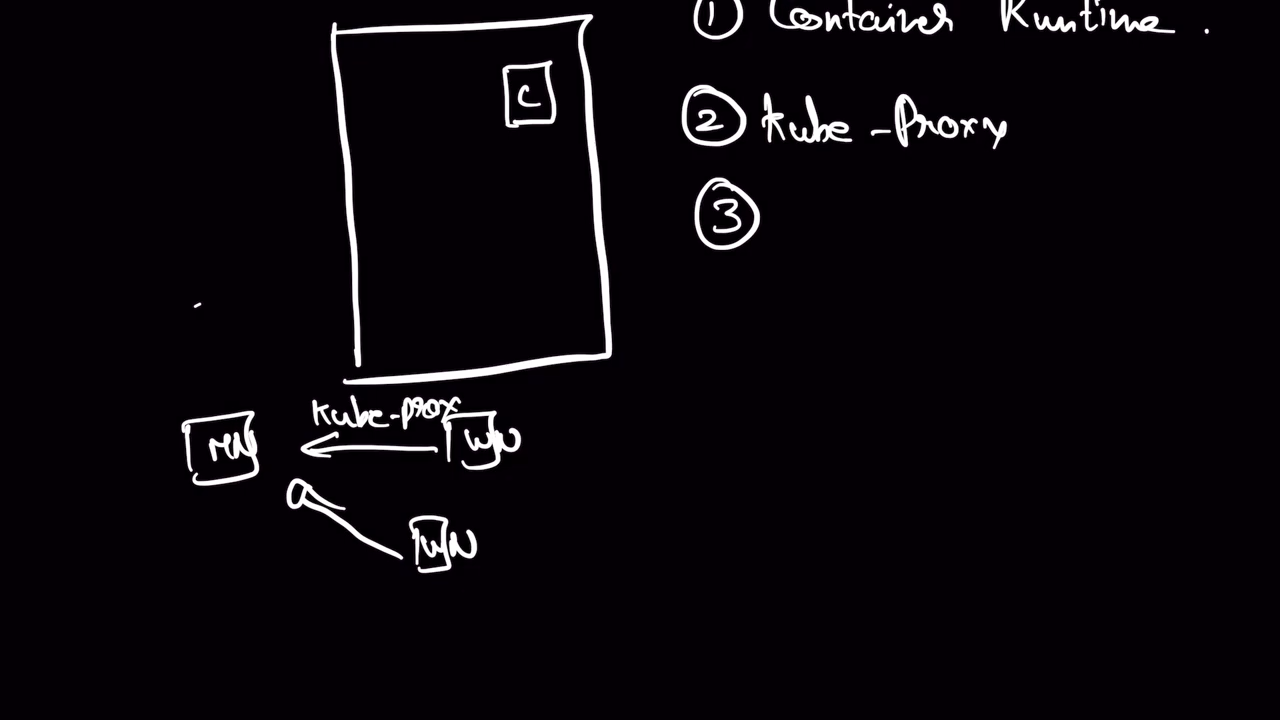 ① Container Runtime.
C
② Kube-Proxy
③
Kube-prox
MN
WN
WN